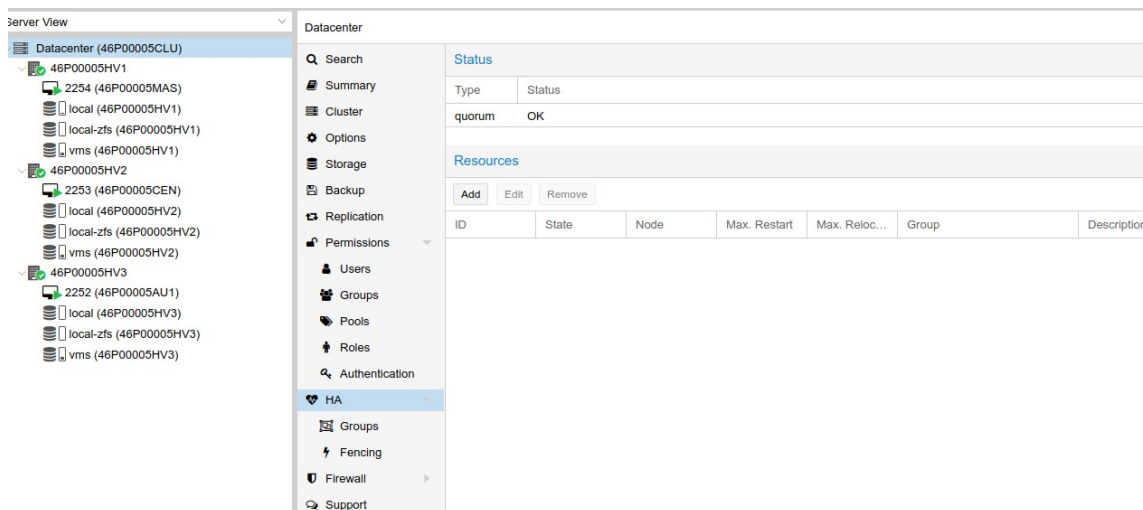 Server View
Datacenter (46P00005CLU)
46P00005HV1
2254 (46P00005MAS)
local (46P00005HV1)
local-zfs (46P00005HV1)
vms (46P00005HV1)
46P00005HV2
2253 (46P00005CEN)
local (46P00005HV2)
local-zfs (46P00005HV2)
vms (46P00005HV2)
46P00005HV3
2252 (46P00005AU1)
local (46P00005HV3)
local-zfs (46P00005HV3)
vms (46P00005HV3)
Datacenter
Search
Summary
Cluster
Options
Storage
Backup
Replication
Permissions
Users
Groups
Pools
Roles
Authentication
HA
Groups
Fencing
Firewall
Support
Status
Type Status
quorum OK
Resources
Add Edit Remove
ID State Node Max. Restart Max. Reloc... Group Description